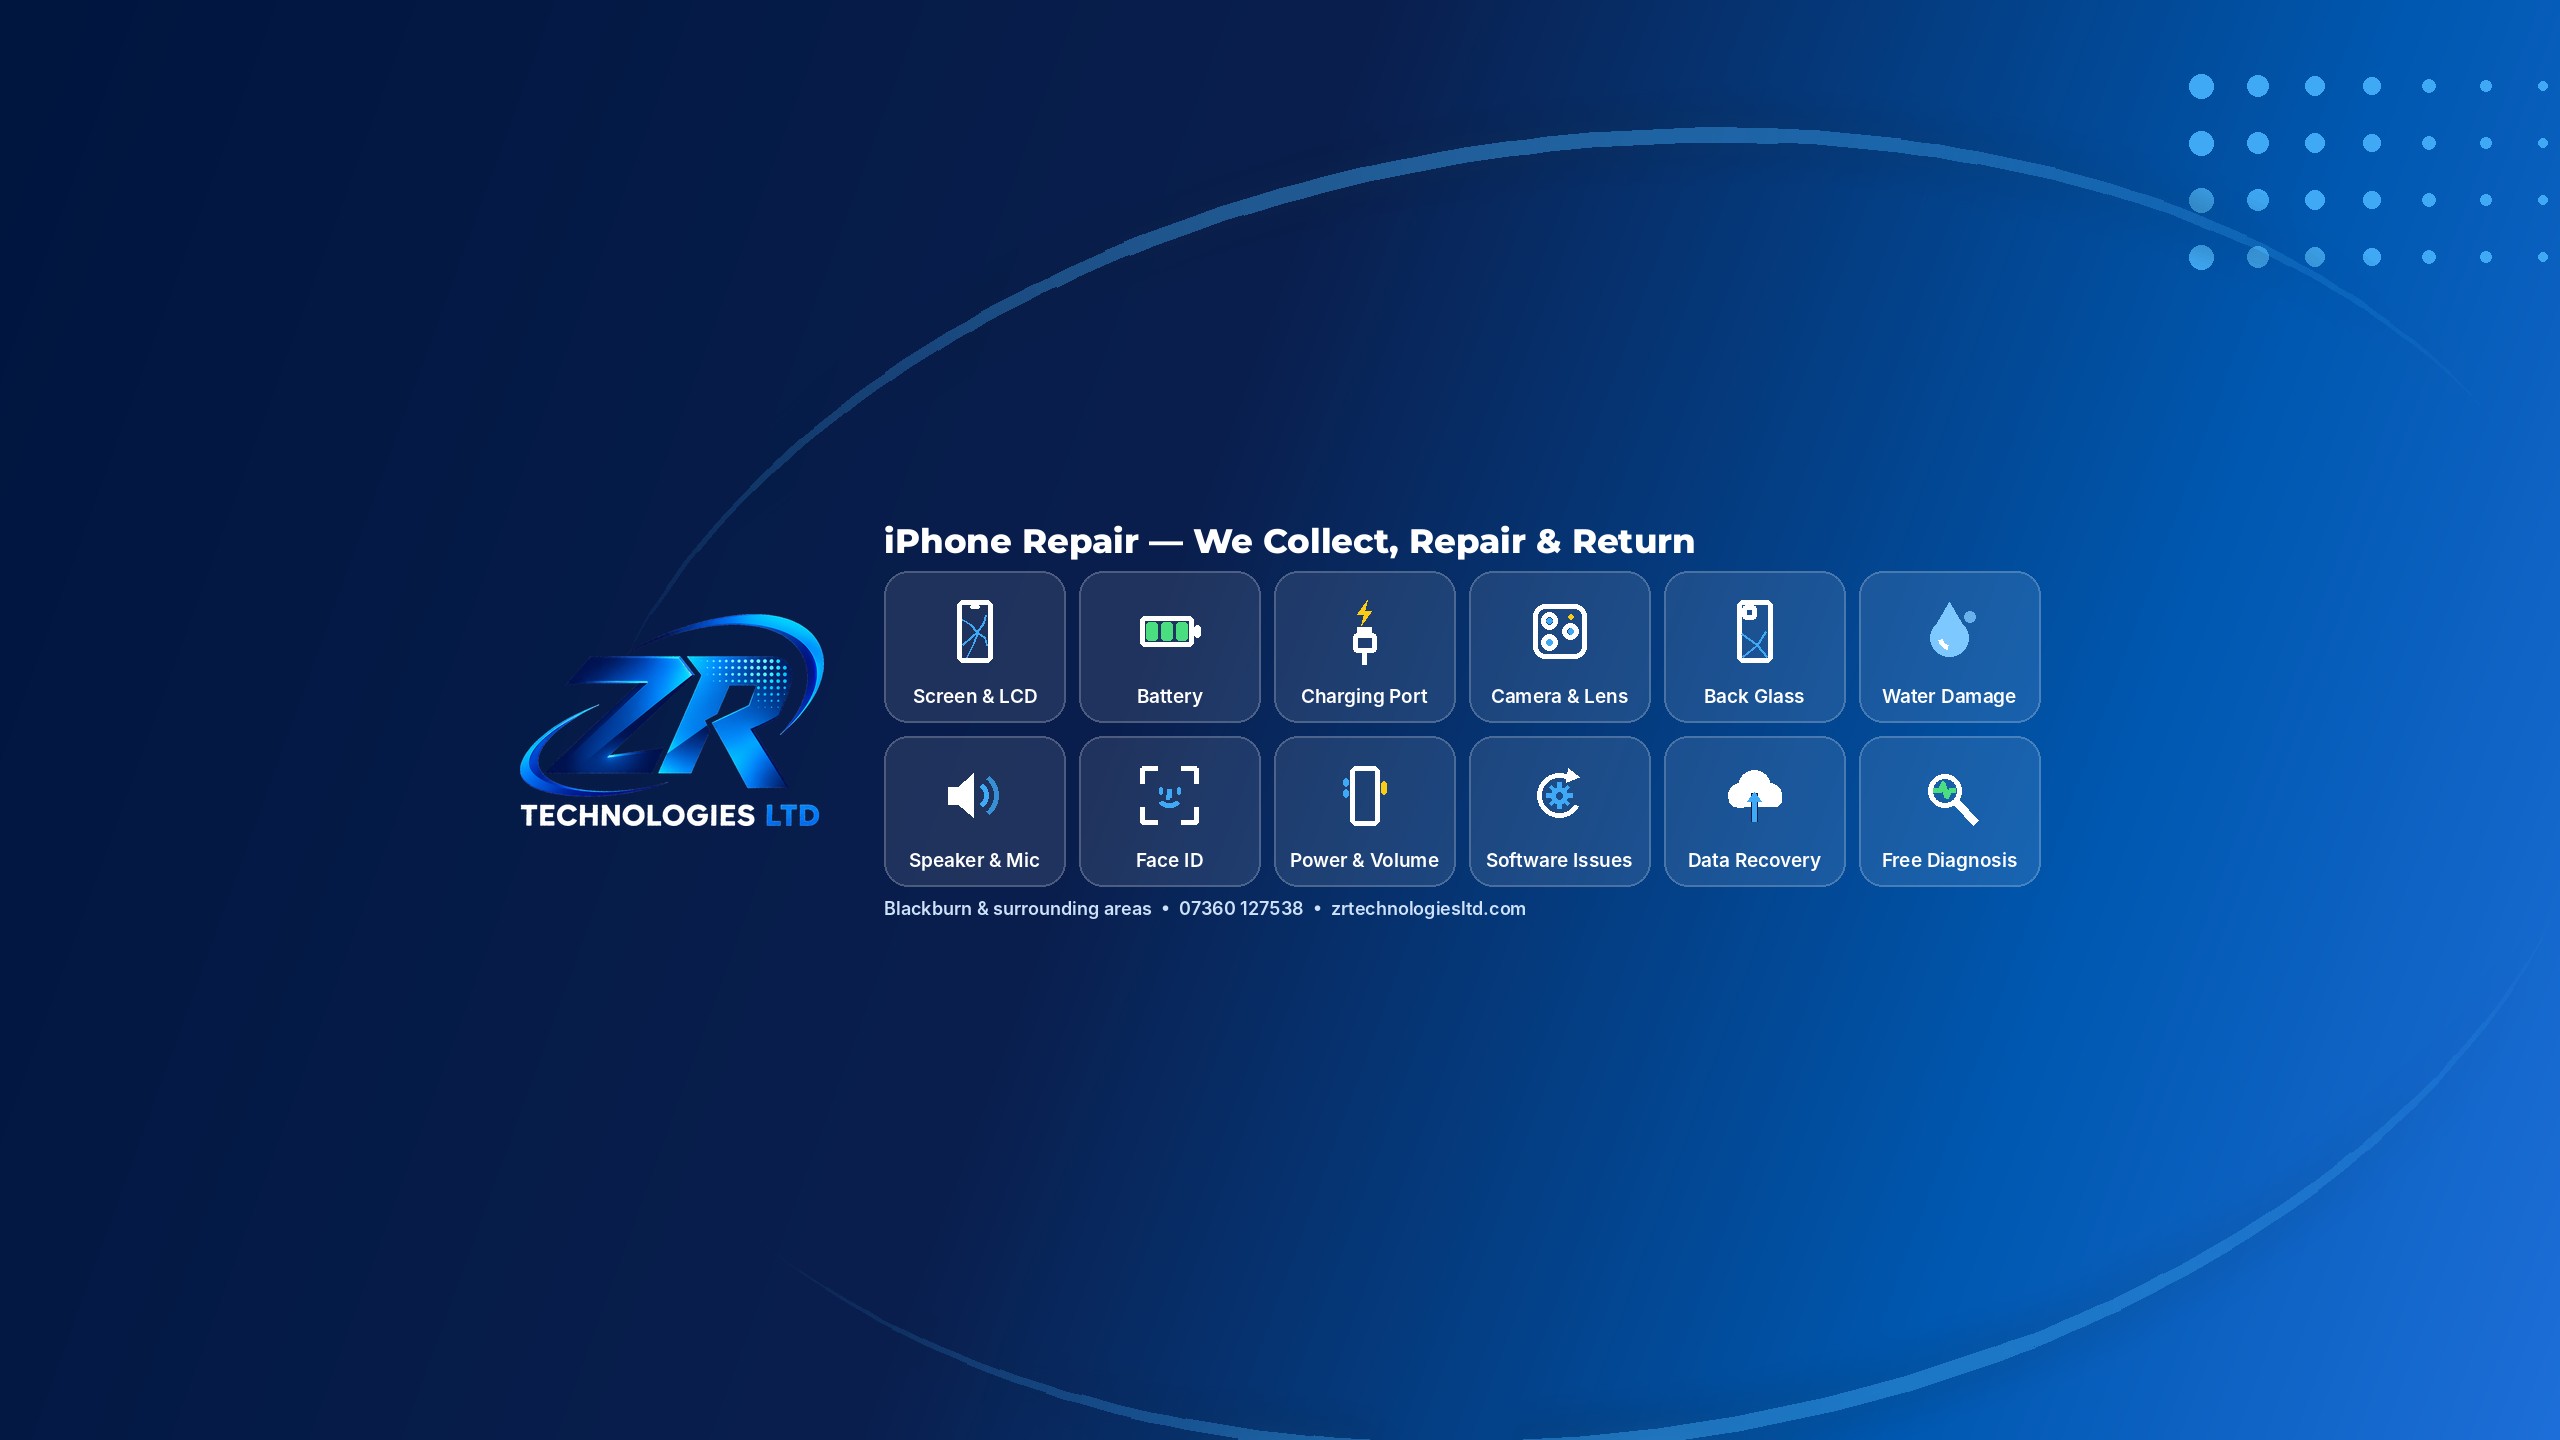 iPhone Repair — We Collect, Repair & Return
ZR
TECHNOLOGIES LTD
Screen & LCD
Battery
Charging Port
Camera & Lens
Back Glass
Water Damage
Speaker & Mic
Face ID
Power & Volume
Software Issues
Data Recovery
Free Diagnosis
Blackburn & surrounding areas • 07360 127538 • zrtechnologiesltd.com